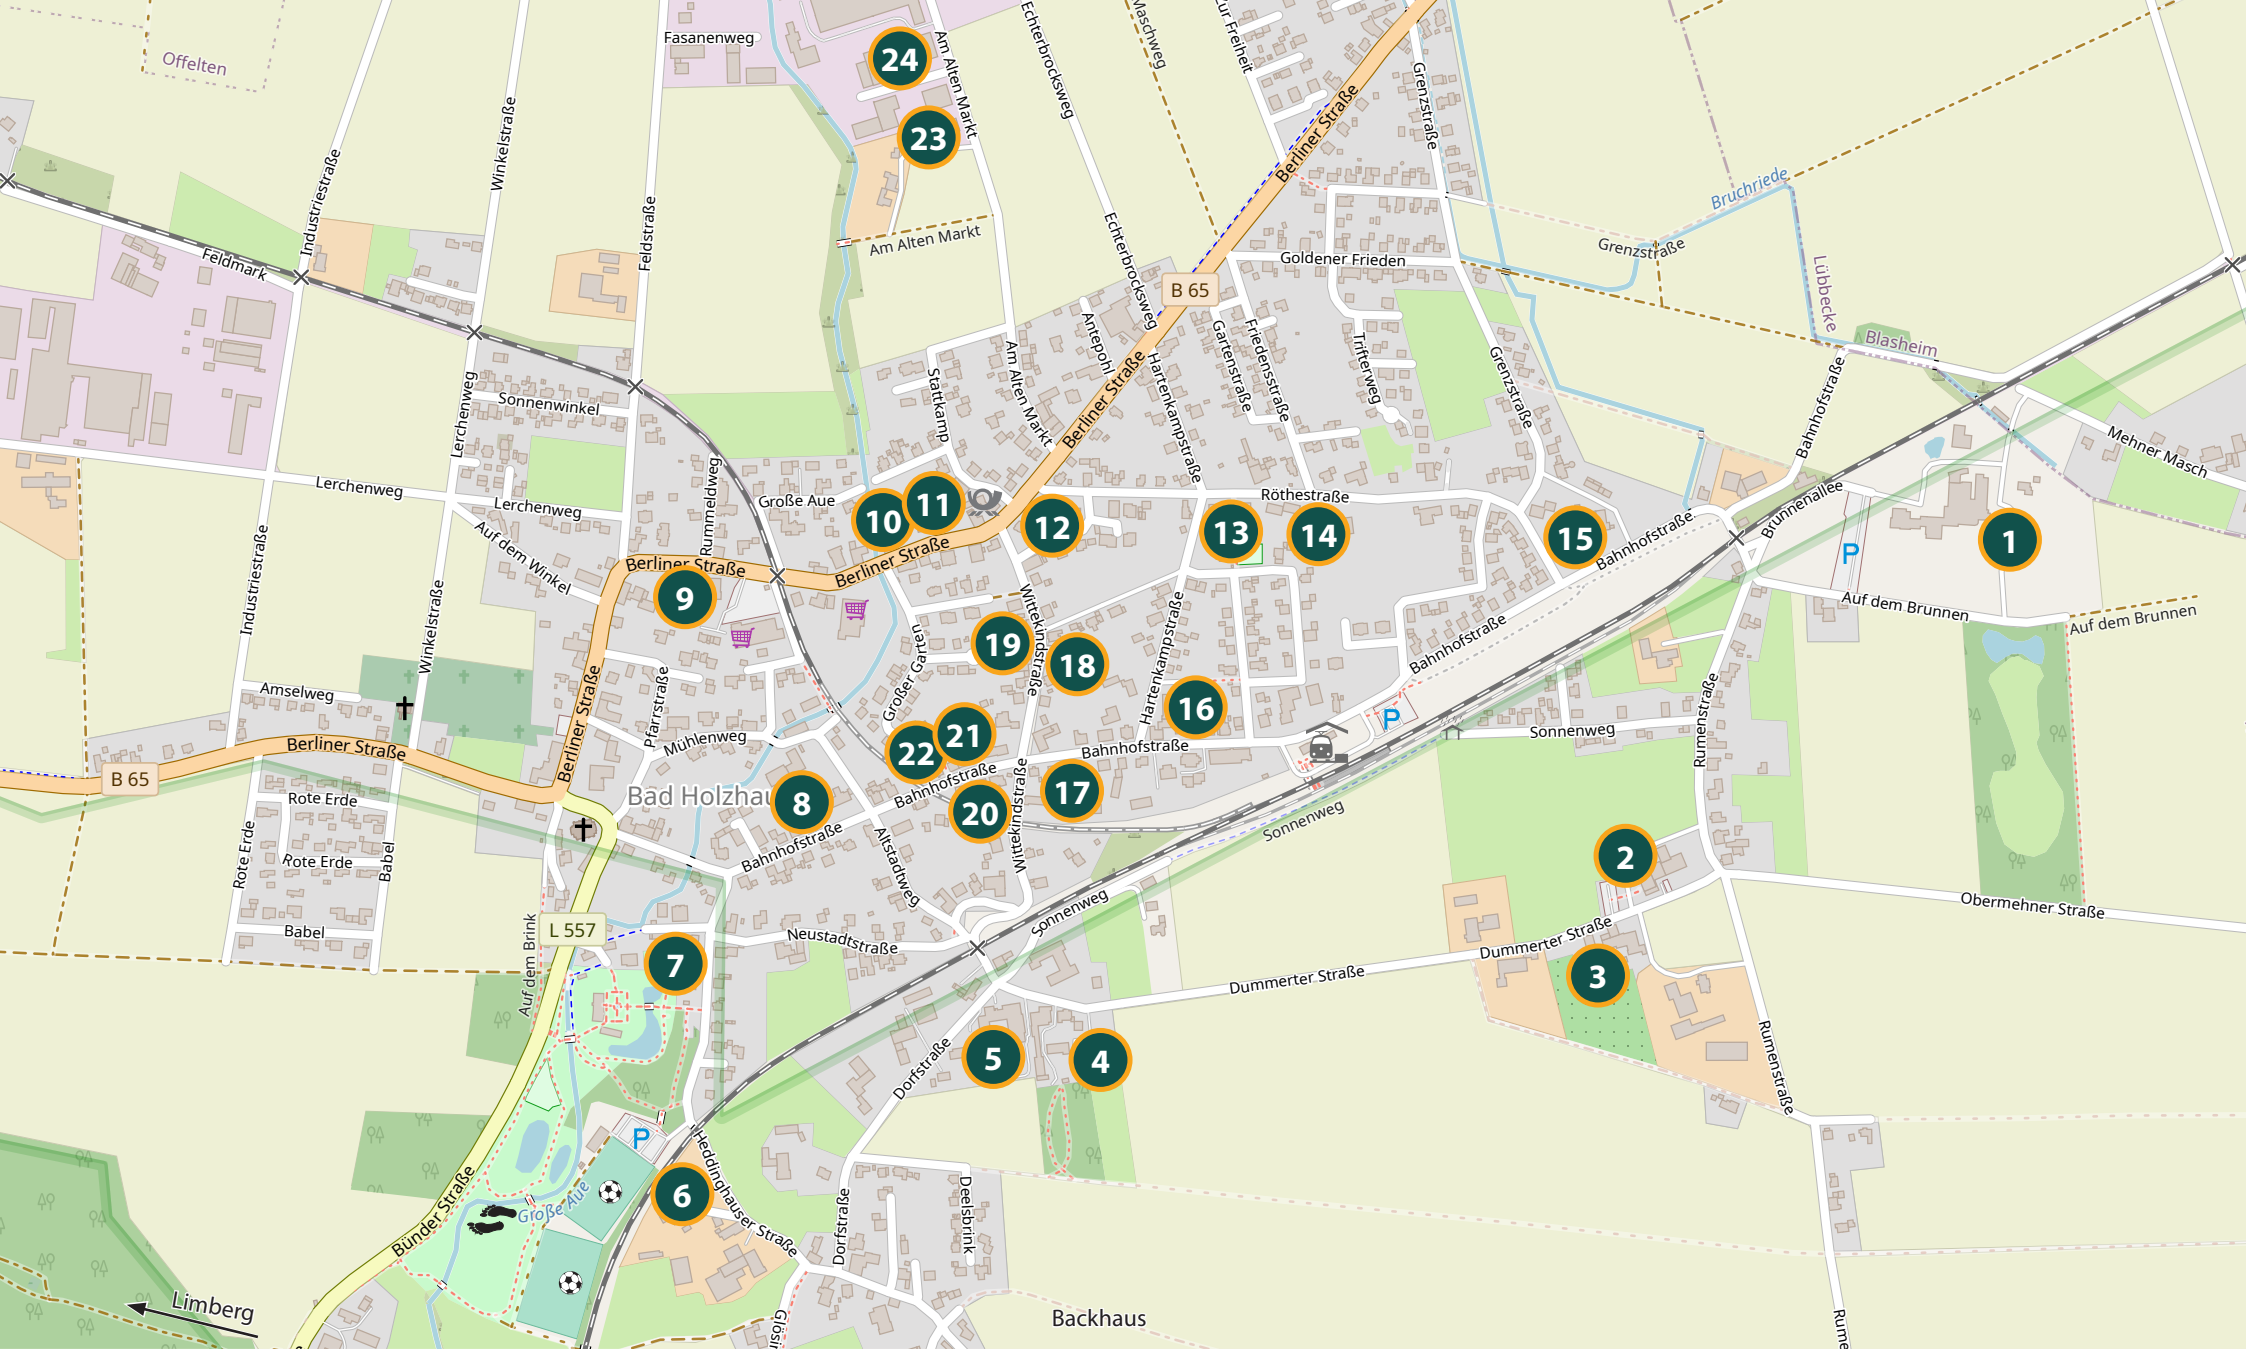 Fasanenweg
24
Am Alten Markt
Echterbrocksweg
Maschweg
Zur Freiheit
Grenzstraße
Offelten
23
Berliner Straße
Winkelstraße
Industriestraße
Feldstraße
Bruchriede
Am Alten Markt
Echterbrocksweg
Grenzstraße
Feldmark
Goldener Frieden
Lübbecke
B 65
Antepohl
Gartenstraße
Friedensstraße
Trifterweg
Grenzstraße
Blasheim
Berliner Straße
Hartenkampstraße
Am Alten Markt
Stattkamp
Bahnhofstraße
Lerchenweg
Sonnenwinkel
Mehner Masch
Lerchenweg
Lerchenweg
Rummeldweg
Große Aue
Röthestraße
Brunnenallee
10
11
12
13
14
15
1
P
Auf dem Winkel
Berliner Straße
Berliner Straße
Bahnhofstraße
Industriestraße
Winkelstraße
9
Wittekindstraße
Hartenkampstraße
Auf dem Brunnen
Auf dem Brunnen
19
18
Großer Garten
Bahnhofstraße
Amselweg
Berliner Straße
Pfarrstraße
16
Rumenstraße
P
Mühlenweg
22
21
Bahnhofstraße
Sonnenweg
Berliner Straße
B 65
Bad Holzhau
8
Bahnhofstraße
20
17
Wittekindstraße
Rote Erde
Rote Erde
Rote Erde
Babel
Babel
Bahnhofstraße
Altstadtweg
Sonnenweg
2
Obermehner Straße
Auf dem Brink
L 557
Neustadtstraße
Sonnenweg
Dummerter Straße
Dummerter Straße
7
3
5
4
Dorfstraße
Rumenstraße
P
Heddinghauser Straße
6
Große Aue
Bünder Straße
Dorfstraße
Deelsbrink
Limberg
Backhaus
Glösin
Rume